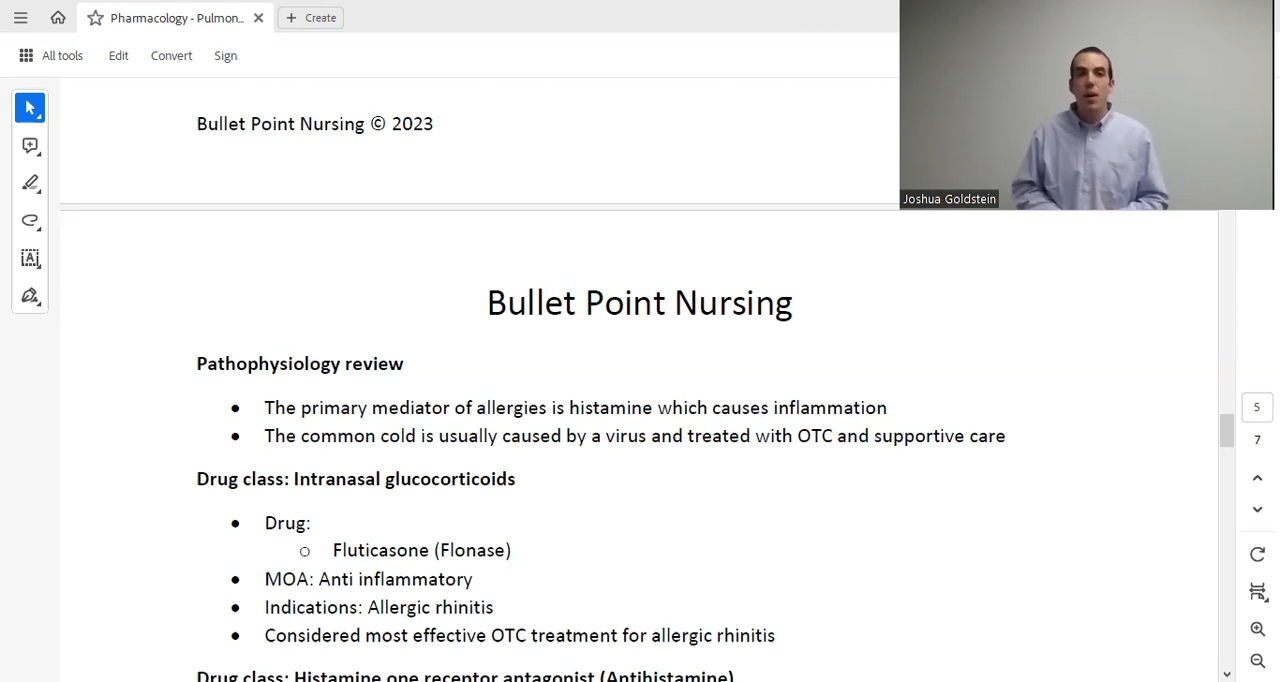 Pharmacology - Pulmon...
Create
All tools Edit Convert Sign
Bullet Point Nursing © 2023
Joshua Goldstein
Bullet Point Nursing
Pathophysiology review
• The primary mediator of allergies is histamine which causes inflammation
• The common cold is usually caused by a virus and treated with OTC and supportive care
Drug class: Intranasal glucocorticoids
• Drug:
○ Fluticasone (Flonase)
• MOA: Anti inflammatory
• Indications: Allergic rhinitis
• Considered most effective OTC treatment for allergic rhinitis
Drug class: Histamine one receptor antagonist (Antihistamine)
5
7